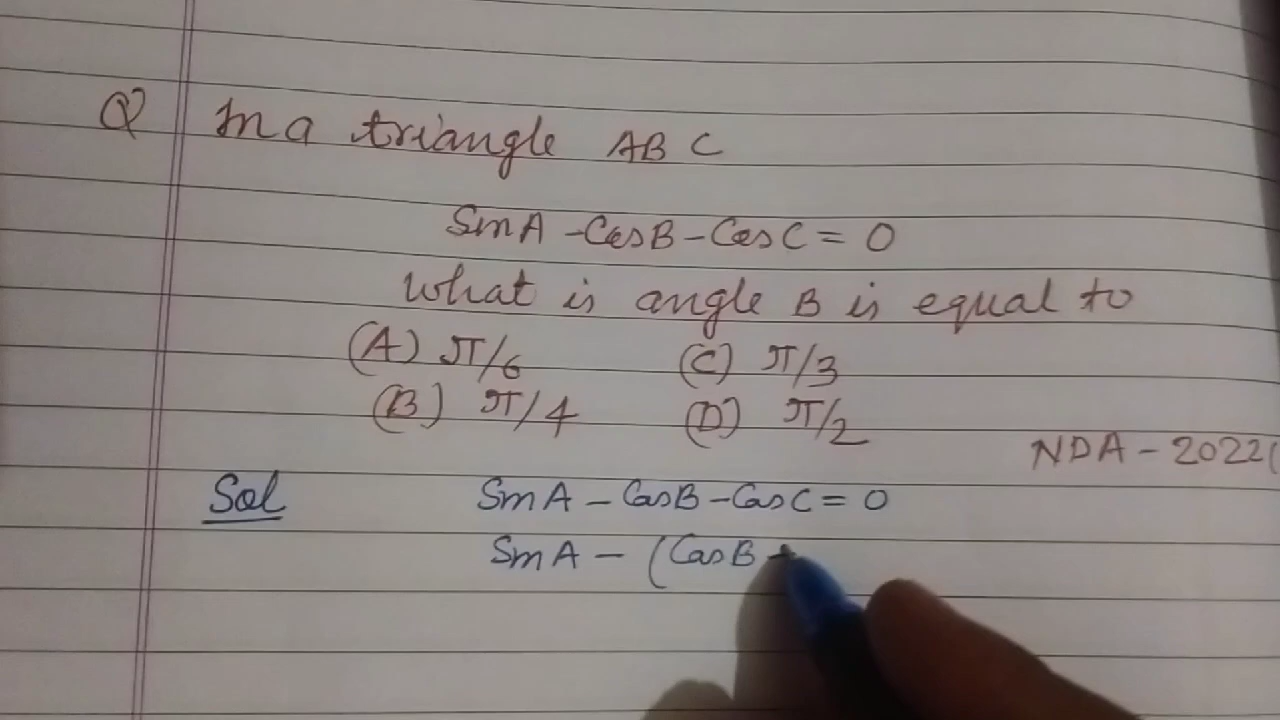 Q In a triangle ABC
SinA - CosB - CosC = 0
what is angle B is equal to
(A) π/6 (C) π/3
(B) π/4 (D) π/2
NDA - 2022(
Sol SinA - CosB - CosC = 0
SinA - (CosB +